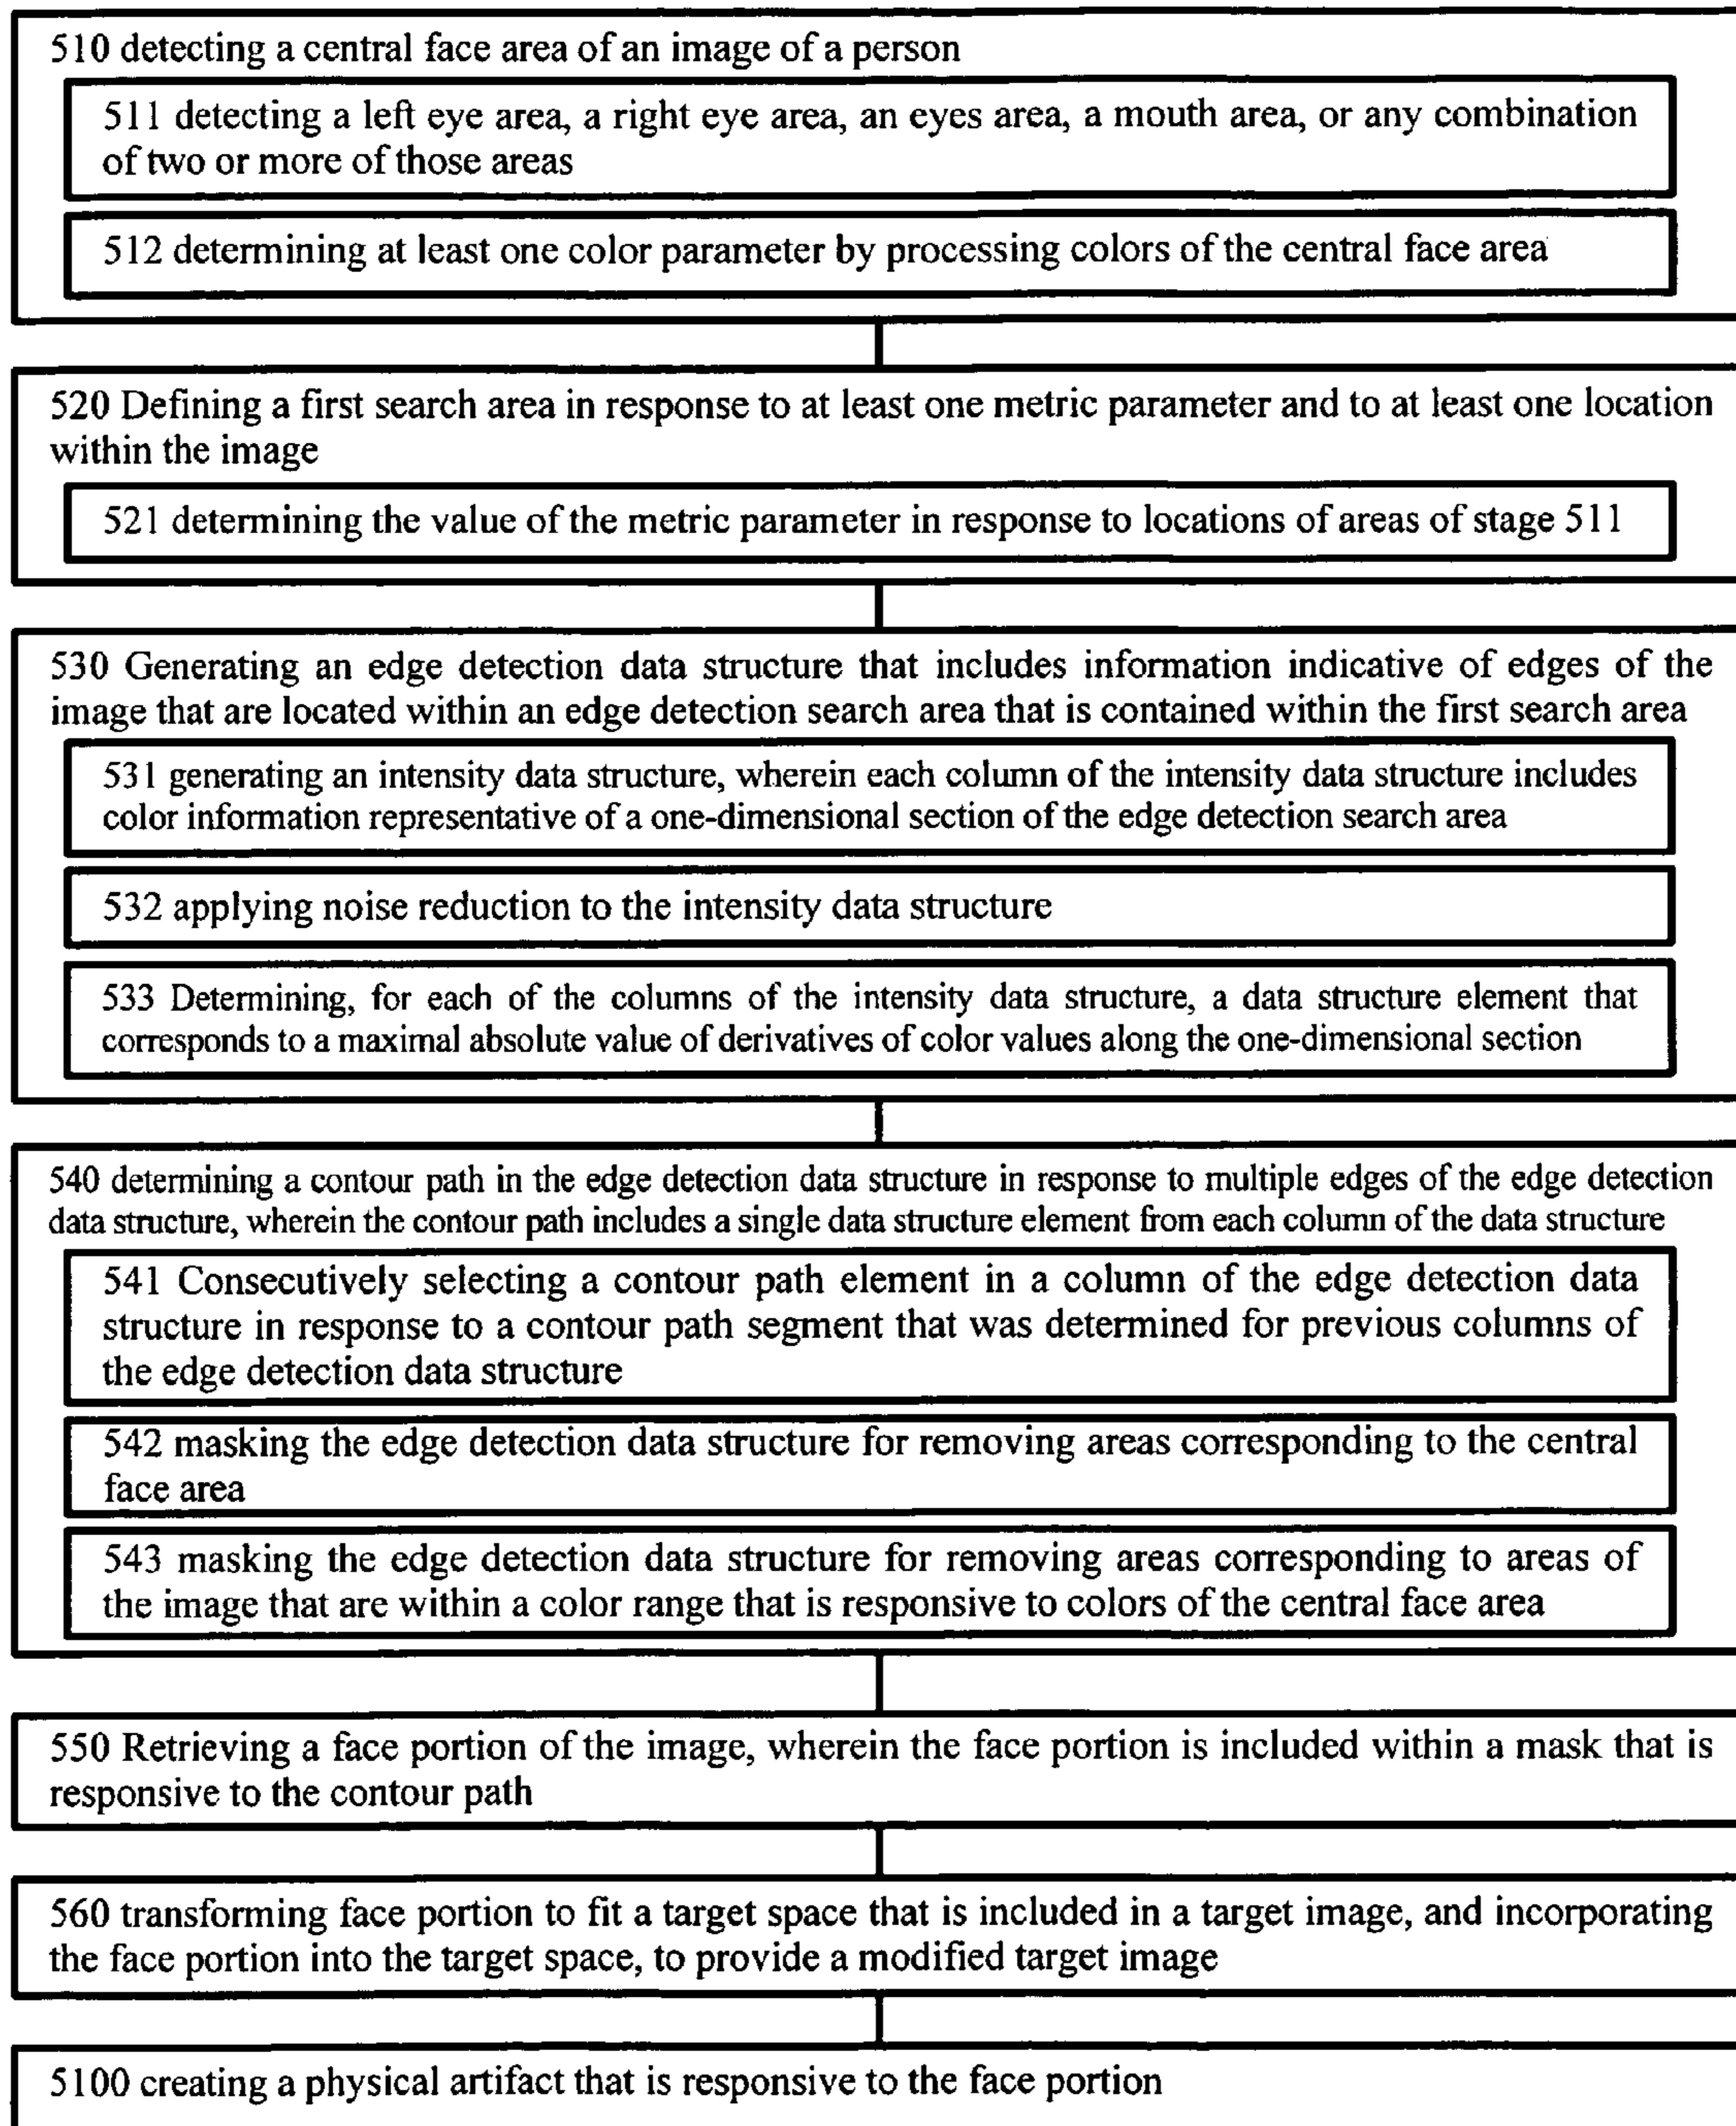 510 detecting a central face area of an image of a person
511 detecting a left eye area, a right eye area, an eyes area, a mouth area, or any combination
of two or more of those areas
512 determining at least one color parameter by processing colors of the central face area
520 Defining a first search area in response to at least one metric parameter and to at least one location
within the image
521 determining the value of the metric parameter in response to locations of areas of stage 511
530 Generating an edge detection data structure that includes information indicative of edges of the
image that are located within an edge detection search area that is contained within the first search area
531 generating an intensity data structure, wherein each column of the intensity data structure includes
color information representative of a one-dimensional section of the edge detection search area
532 applying noise reduction to the intensity data structure
533 Determining, for each of the columns of the intensity data structure, a data structure element that
corresponds to a maximal absolute value of derivatives of color values along the one-dimensional section
540 determining a contour path in the edge detection data structure in response to multiple edges of the edge detection
data structure, wherein the contour path includes a single data structure element from each column of the data structure
541 Consecutively selecting a contour path element in a column of the edge detection data
structure in response to a contour path segment that was determined for previous columns of
the edge detection data structure
542 masking the edge detection data structure for removing areas corresponding to the central
face area
543 masking the edge detection data structure for removing areas corresponding to areas of
the image that are within a color range that is responsive to colors of the central face area
550 Retrieving a face portion of the image, wherein the face portion is included within a mask that is
responsive to the contour path
560 transforming face portion to fit a target space that is included in a target image, and incorporating
the face portion into the target space, to provide a modified target image
5100 creating a physical artifact that is responsive to the face portion